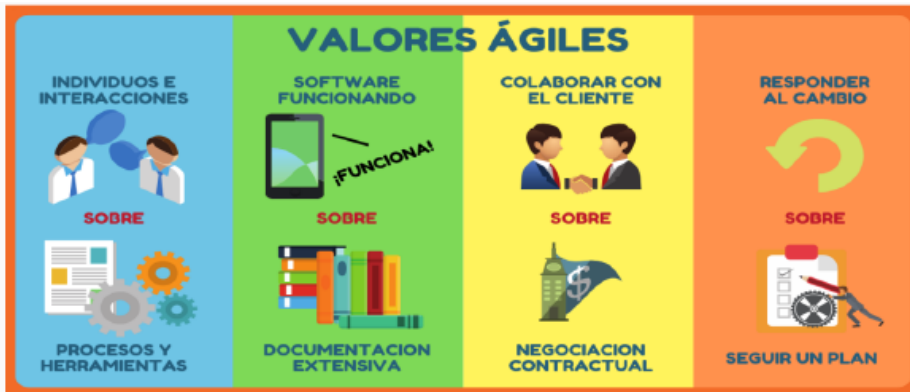 VALORES ÁGILES
INDIVIDUOS E
INTERACCIONES
SOBRE
PROCESOS Y
HERRAMIENTAS
SOFTWARE
FUNCIONANDO
¡FUNCIONA!
SOBRE
DOCUMENTACION
EXTENSIVA
COLABORAR CON
EL CLIENTE
SOBRE
$
NEGOCIACION
CONTRACTUAL
RESPONDER
AL CAMBIO
SOBRE
SEGUIR UN PLAN